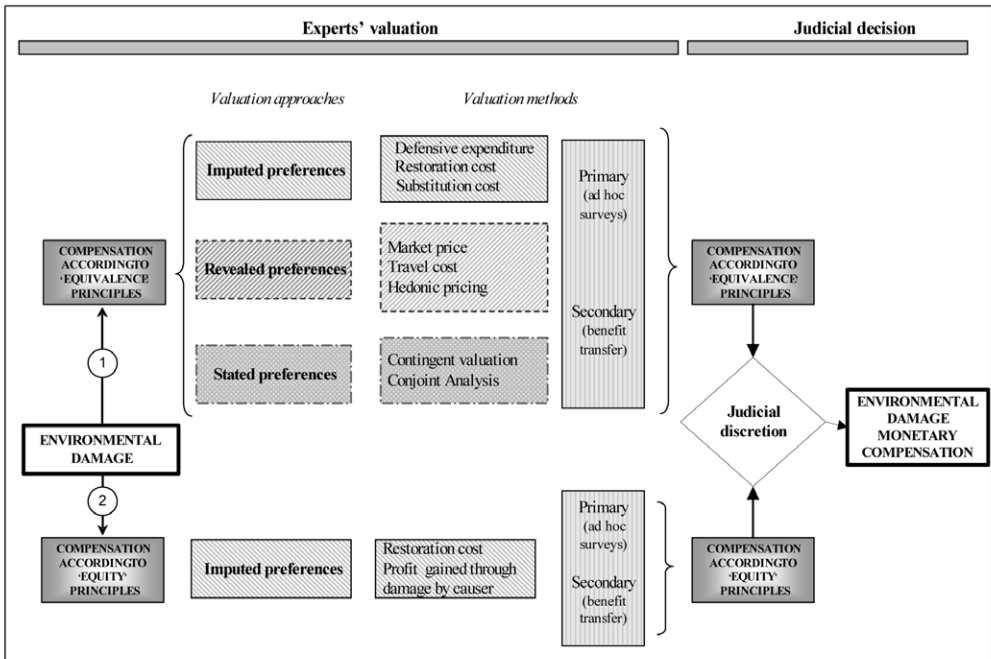 Experts' valuation
Judicial decision
Valuation approaches
Valuation methods
Imputed preferences
Defensive expenditure
Restoration cost
Substitution cost
Primary
(ad hoc
surveys)
COMPENSATION
ACCORDINGTO
‘EQUIVALENCE’
PRINCIPLES
Revealed preferences
Market price
Travel cost
Hedonic pricing
COMPENSATION
ACCORDINGTO
‘EQUIVALENCE’
PRINCIPLES
Secondary
(benefit
transfer)
1
Stated preferences
Contingent valuation
Conjoint Analysis
Judicial
discretion
ENVIRONMENTAL
DAMAGE
MONETARY
COMPENSATION
ENVIRONMENTAL
DAMAGE
2
COMPENSATION
ACCORDINGTO
‘EQUITY’
PRINCIPLES
Imputed preferences
Restoration cost
Profit gained through
damage by causer
Primary
(ad hoc
surveys)
Secondary
(benefit
transfer)
COMPENSATION
ACCORDINGTO
‘EQUITY’
PRINCIPLES